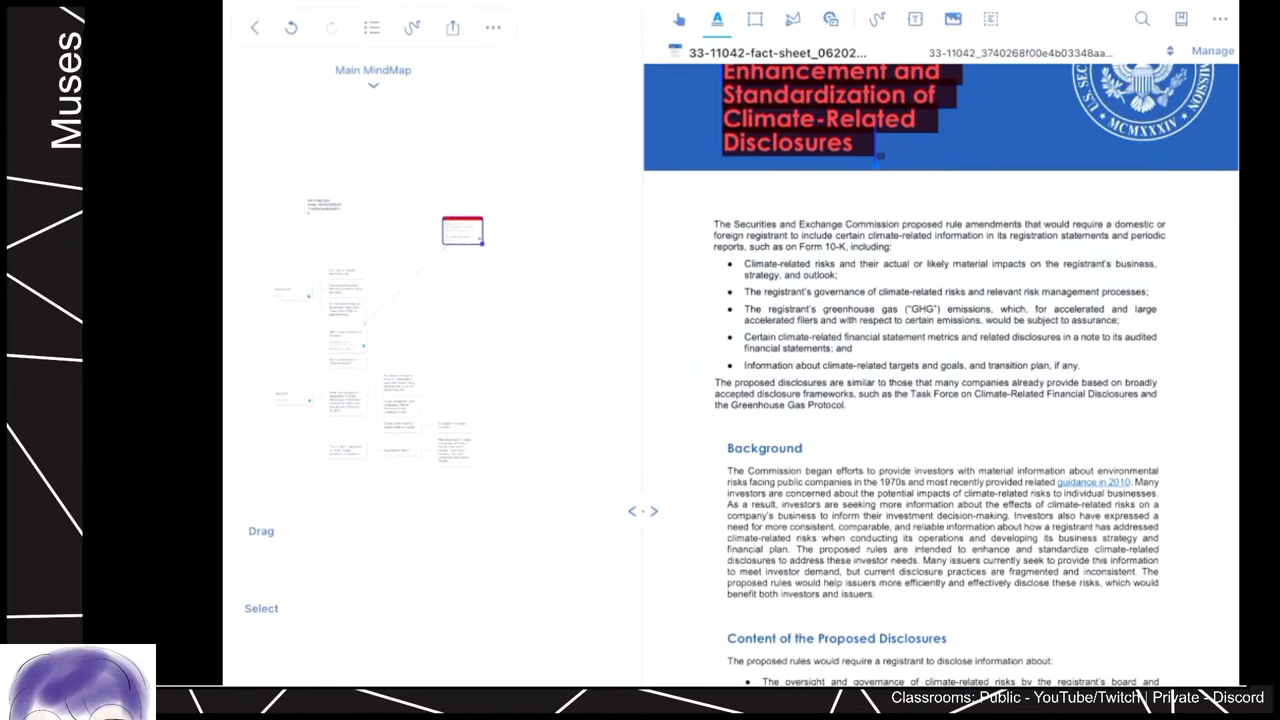 Muses
Main MindMap
Drag
Select
33-11042-fact-sheet_06202...
33-11042_3740268f00e4b03348aa...
Manage
Enhancement and
Standardization of
Climate-Related
Disclosures
MCMXXXIV
The Securities and Exchange Commission proposed rule amendments that would require a domestic or
foreign registrant to include certain climate-related information in its registration statements and periodic
reports, such as on Form 10-K, including:
● Climate-related risks and their actual or likely material impacts on the registrant's business,
strategy, and outlook;
● The registrant's governance of climate-related risks and relevant risk management processes;
● The registrant's greenhouse gas ("GHG") emissions, which, for accelerated and large
accelerated filers and with respect to certain emissions, would be subject to assurance;
● Certain climate-related financial statement metrics and related disclosures in a note to its audited
financial statements; and
● Information about climate-related targets and goals, and transition plan, if any.
The proposed disclosures are similar to those that many companies already provide based on broadly
accepted disclosure frameworks, such as the Task Force on Climate-Related Financial Disclosures and
the Greenhouse Gas Protocol.
Background
The Commission began efforts to provide investors with material information about environmental
risks facing public companies in the 1970s and most recently provided related guidance in 2010. Many
investors are concerned about the potential impacts of climate-related risks to individual businesses.
As a result, investors are seeking more information about the effects of climate-related risks on a
company's business to inform their investment decision-making. Investors also have expressed a
need for more consistent, comparable, and reliable information about how a registrant has addressed
climate-related risks when conducting its operations and developing its business strategy and
financial plan. The proposed rules are intended to enhance and standardize climate-related
disclosures to address these investor needs. Many issuers currently seek to provide this information
to meet investor demand, but current disclosure practices are fragmented and inconsistent. The
proposed rules would help issuers more efficiently and effectively disclose these risks, which would
benefit both investors and issuers.
Content of the Proposed Disclosures
The proposed rules would require a registrant to disclose information about:
● The oversight and governance of climate-related risks by the registrant's board and
Classrooms: Public - YouTube/Twitch | Private - Discord